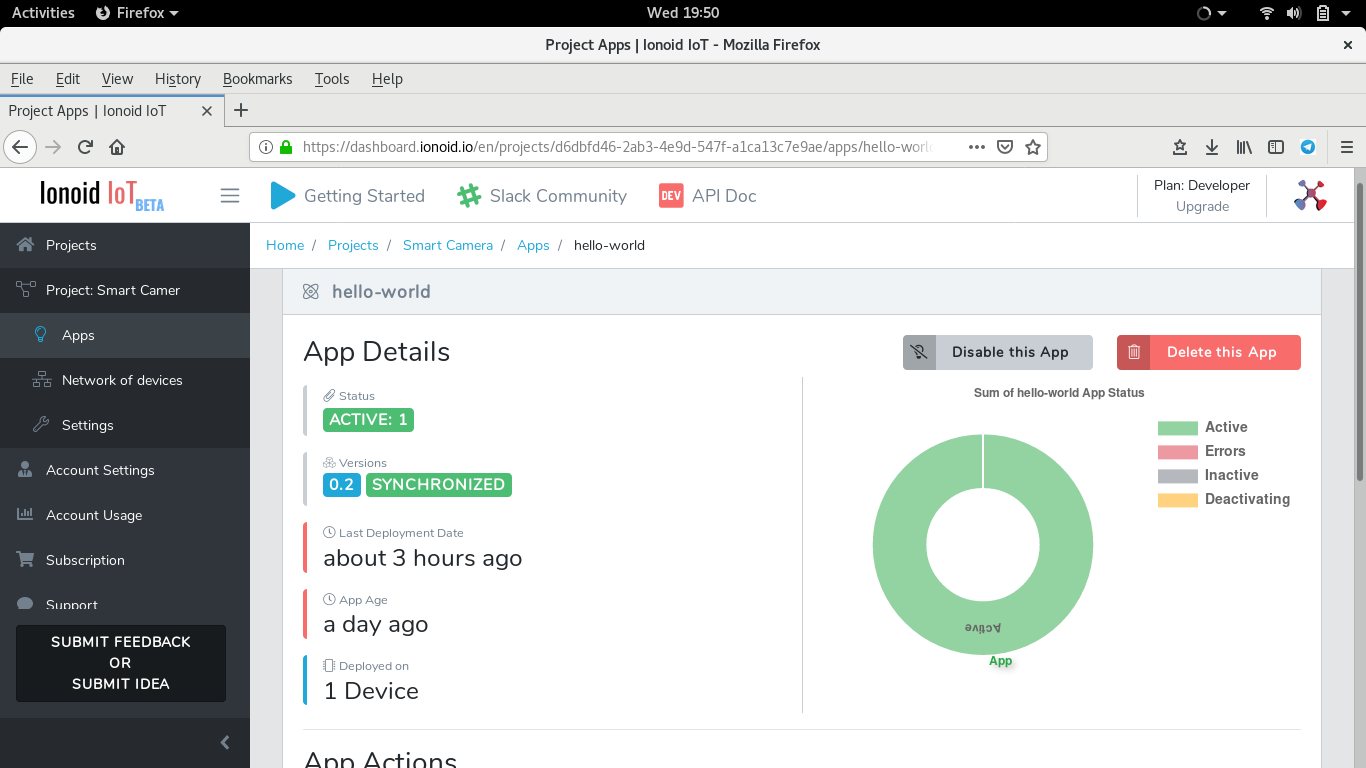 Activities Firefox Wed 19:50
Project Apps | Ionoid IoT - Mozilla Firefox
File Edit View History Bookmarks Tools Help
Project Apps | Ionoid IoT
https://dashboard.ionoid.io/en/projects/d6dbfd46-2ab3-4e9d-547f-a1ca13c7e9ae/apps/hello-worl
Ionoid IoT BETA
Getting Started
Slack Community
DEV API Doc
Plan: Developer
Upgrade
Projects
Project: Smart Camer
Apps
Network of devices
Settings
Account Settings
Account Usage
Subscription
Support
SUBMIT FEEDBACK
OR
SUBMIT IDEA
Home / Projects / Smart Camera / Apps / hello-world
hello-world
App Details
Disable this App
Delete this App
Status
ACTIVE: 1
Versions
0.2 SYNCHRONIZED
Last Deployment Date
about 3 hours ago
App Age
a day ago
Deployed on
1 Device
Sum of hello-world App Status
Active
Errors
Inactive
Deactivating
Active
App
App Actions